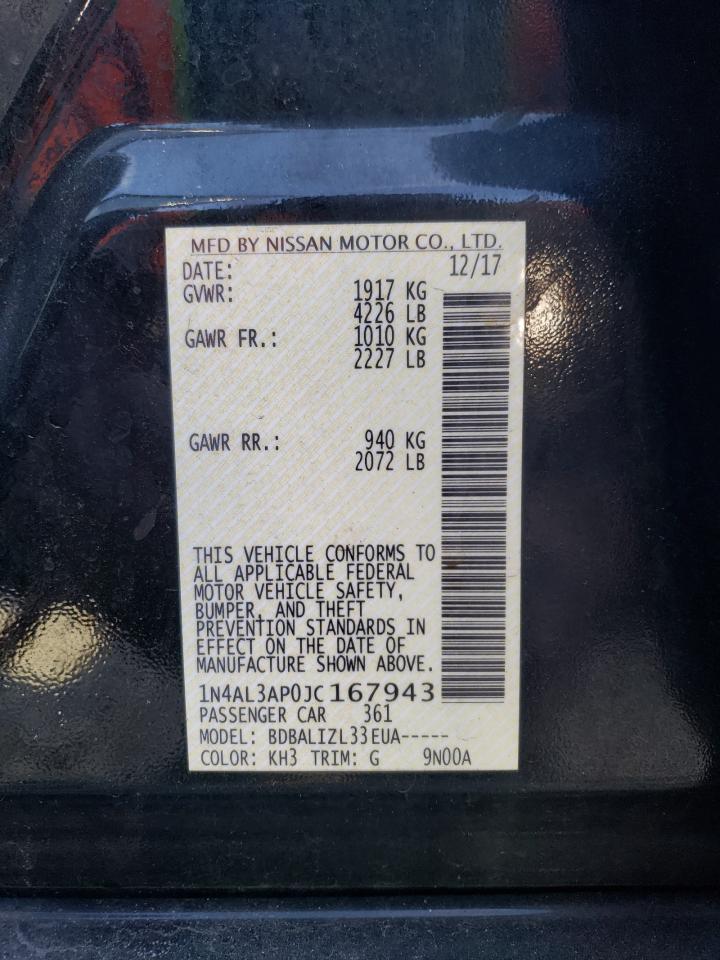 MFD BY NISSAN MOTOR CO., LTD.
DATE: 12/17
GVWR: 1917 KG
4226 LB
GAWR FR.: 1010 KG
2227 LB
GAWR RR.: 940 KG
2072 LB
THIS VEHICLE CONFORMS TO
ALL APPLICABLE FEDERAL
MOTOR VEHICLE SAFETY,
BUMPER, AND THEFT
PREVENTION STANDARDS IN
EFFECT ON THE DATE OF
MANUFACTURE SHOWN ABOVE.
1N4AL3AP0JC167943
PASSENGER CAR 361
MODEL: BDBALIZL33EUA-----
COLOR: KH3 TRIM: G 9N00A